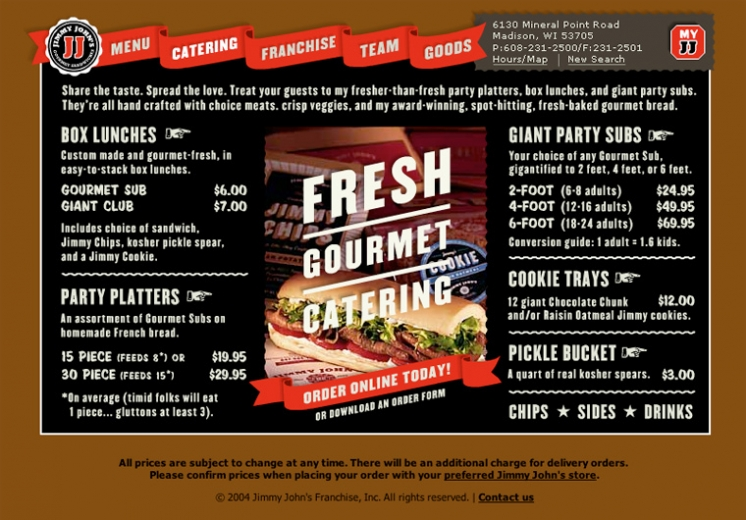 JIMMY JOHN'S
JJ
MENU
CATERING
FRANCHISE
TEAM
GOODS
6130 Mineral Point Road
Madison, WI 53705
P:608-231-2500/F:231-2501
Hours/Map | New Search
MY
JJ
Share the taste. Spread the love. Treat your guests to my fresher-than-fresh party platters, box lunches, and giant party subs.
They're all hand crafted with choice meats. crisp veggies, and my award-winning, spot-hitting, fresh-baked gourmet bread.
BOX LUNCHES
Custom made and gourmet-fresh, in
easy-to-stack box lunches.
GOURMET SUB $6.00
GIANT CLUB $7.00
Includes choice of sandwich,
Jimmy Chips, kosher pickle spear,
and a Jimmy Cookie.
PARTY PLATTERS
An assortment of Gourmet Subs on
homemade French bread.
15 PIECE (FEEDS 8*) OR $19.95
30 PIECE (FEEDS 15*) $29.95
*On average (timid folks will eat
1 piece... gluttons at least 3).
FRESH
GOURMET
CATERING
JIMMY
CHIPS
COOKIE
ORDER ONLINE TODAY!
OR DOWNLOAD AN ORDER FORM
GIANT PARTY SUBS
Your choice of any Gourmet Sub,
gigantified to 2 feet, 4 feet, or 6 feet.
2-FOOT (6-8 adults) $24.95
4-FOOT (12-16 adults) $49.95
6-FOOT (18-24 adults) $69.95
Conversion guide: 1 adult = 1.6 kids.
COOKIE TRAYS
12 giant Chocolate Chunk $12.00
and/or Raisin Oatmeal Jimmy cookies.
PICKLE BUCKET
A quart of real kosher spears. $3.00
CHIPS ★ SIDES ★ DRINKS
All prices are subject to change at any time. There will be an additional charge for delivery orders.
Please confirm prices when placing your order with your preferred Jimmy John's store.
© 2004 Jimmy John's Franchise, Inc. All rights reserved. | Contact us